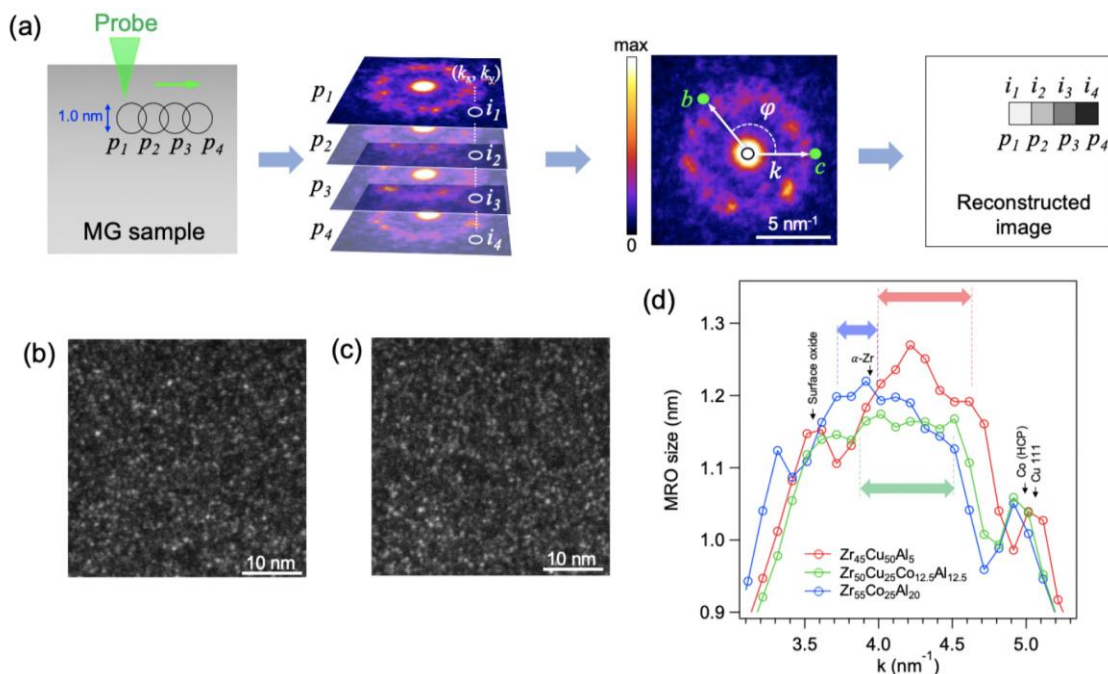 (a)
Probe
1.0 nm
p1 p2 p3 p4
MG sample
(kx, ky)
p1
i1
p2
i2
p3
i3
p4
i4
max
0
b
φ
k
c
5 nm-1
i1 i2 i3 i4
p1 p2 p3 p4
Reconstructed
image
(b)
10 nm
(c)
10 nm
(d)
MRO size (nm)
1.3
1.2
1.1
1.0
0.9
Surface oxide
α-Zr
Co (HCP)
Cu 111
Zr45Cu50Al5
Zr50Cu25Co12.5Al12.5
Zr55Co25Al20
3.5 4.0 4.5 5.0
k (nm-1)